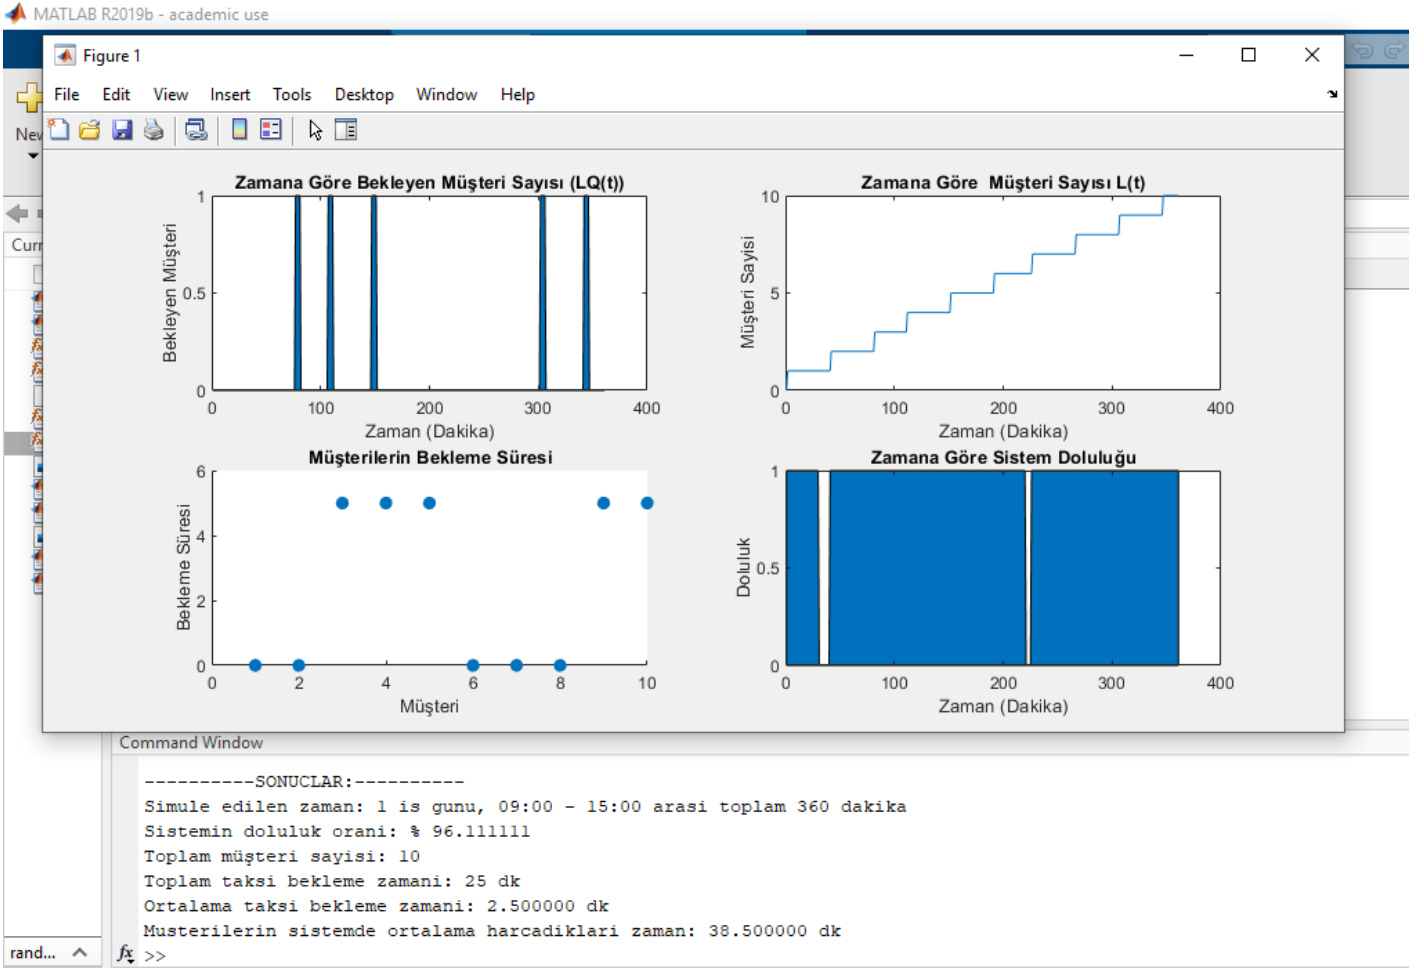 MATLAB R2019b - academic use
Figure 1
File Edit View Insert Tools Desktop Window Help
New
Curr
Zamana Göre Bekleyen Müşteri Sayısı (LQ(t))
Bekleyen Müşteri
1
0.5
0
0 100 200 300 400
Zaman (Dakika)
Zamana Göre  Müşteri Sayısı L(t)
Müşteri Sayisi
10
5
0
0 100 200 300 400
Zaman (Dakika)
Müşterilerin Bekleme Süresi
Bekleme Süresi
6
4
2
0
0 2 4 6 8 10
Müşteri
Zamana Göre Sistem Doluluğu
Doluluk
1
0.5
0
0 100 200 300 400
Zaman (Dakika)
Command Window
----------SONUCLAR:----------
Simule edilen zaman: 1 is gunu, 09:00 - 15:00 arasi toplam 360 dakika
Sistemin doluluk orani: % 96.111111
Toplam müşteri sayisi: 10
Toplam taksi bekleme zamani: 25 dk
Ortalama taksi bekleme zamani: 2.500000 dk
Musterilerin sistemde ortalama harcadiklari zaman: 38.500000 dk
rand...
fx >>